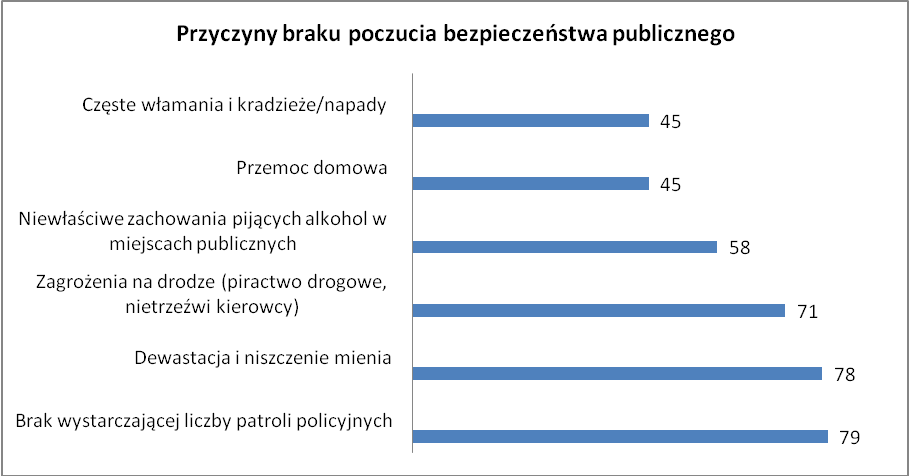 Przyczyny braku poczucia bezpieczeństwa publicznego
Częste włamania i kradzieże/napady
45
Przemoc domowa
45
Niewłaściwe zachowania pijących alkohol w
miejscach publicznych
58
Zagrożenia na drodze (piractwo drogowe,
nietrzeźwi kierowcy)
71
Dewastacja i niszczenie mienia
78
Brak wystarczającej liczby patroli policyjnych
79